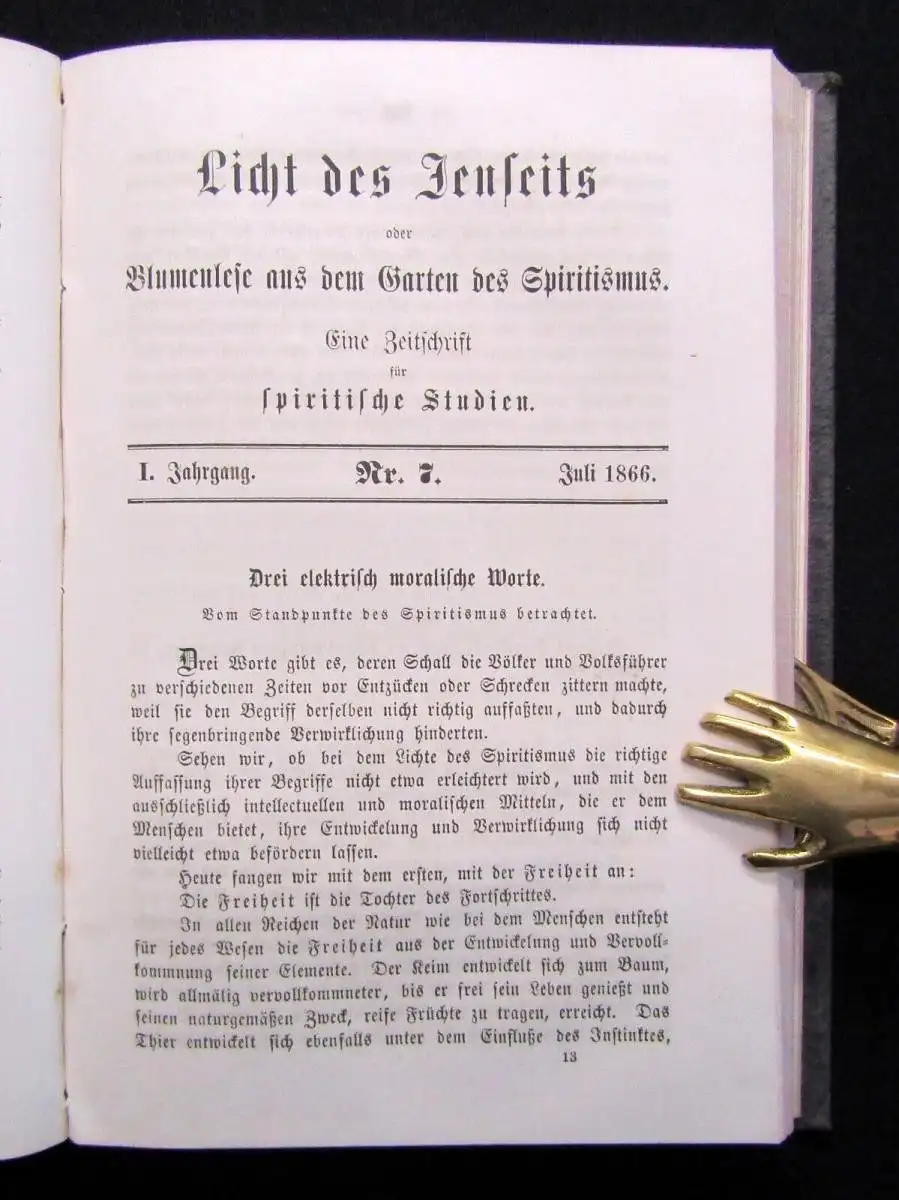 Licht des Jenseits
oder
Blumenlese aus dem Garten des Spiritismus.
Eine Zeitschrift
für
spiritische Studien.
I. Jahrgang. Nr. 7. Juli 1866.
Drei elektrisch moralische Worte.
Vom Standpunkte des Spiritismus betrachtet.
Drei Worte gibt es, deren Schall die Völker und Volksführer
zu verschiedenen Zeiten vor Entzücken oder Schrecken zittern machte,
weil sie den Begriff derselben nicht richtig auffaßten, und dadurch
ihre segenbringende Verwirklichung hinderten.
Sehen wir, ob bei dem Lichte des Spiritismus die richtige
Auffassung ihrer Begriffe nicht etwa erleichtert wird, und mit den
ausschließlich intellectuellen und moralischen Mitteln, die er dem
Menschen bietet, ihre Entwickelung und Verwirklichung sich nicht
vielleicht etwa befördern lassen.
Heute fangen wir mit dem ersten, mit der Freiheit an:
Die Freiheit ist die Tochter des Fortschrittes.
In allen Reichen der Natur wie bei dem Menschen entsteht
für jedes Wesen die Freiheit aus der Entwickelung und Vervoll-
kommnung seiner Elemente. Der Keim entwickelt sich zum Baum,
wird allmälig vervollkommneter, bis er frei sein Leben genießt und
seinen naturgemäßen Zweck, reife Früchte zu tragen, erreicht. Das
Thier entwickelt sich ebenfalls unter dem Einfluße des Instinktes,
13